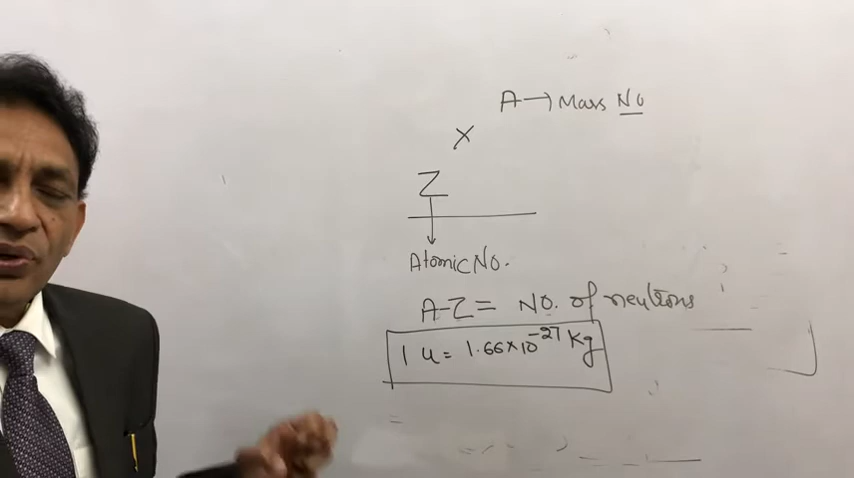 A → Mass No
X
Z
Atomic No.
A-Z = No. of neutrons
1 u = 1.66×10⁻²⁷ Kg